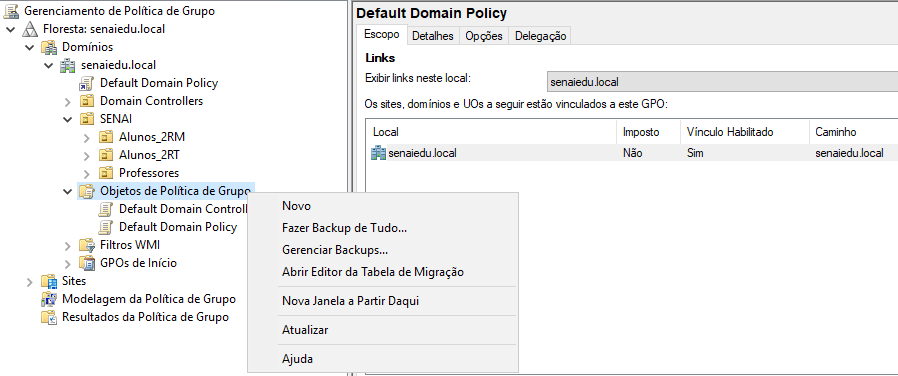 Gerenciamento de Política de Grupo
Floresta: senaiedu.local
Domínios
senaiedu.local
Default Domain Policy
Domain Controllers
SENAI
Alunos_2RM
Alunos_2RT
Professores
Objetos de Política de Grupo
Default Domain Controll
Default Domain Policy
Filtros WMI
GPOs de Início
Sites
Modelagem da Política de Grupo
Resultados da Política de Grupo
Novo
Fazer Backup de Tudo...
Gerenciar Backups...
Abrir Editor da Tabela de Migração
Nova Janela a Partir Daqui
Atualizar
Ajuda
Default Domain Policy
Escopo Detalhes Opções Delegação
Links
Exibir links neste local: senaiedu.local
Os sites, domínios e UOs a seguir estão vinculados a este GPO:
Local Imposto Vínculo Habilitado Caminho
senaiedu.local Não Sim senaiedu.local